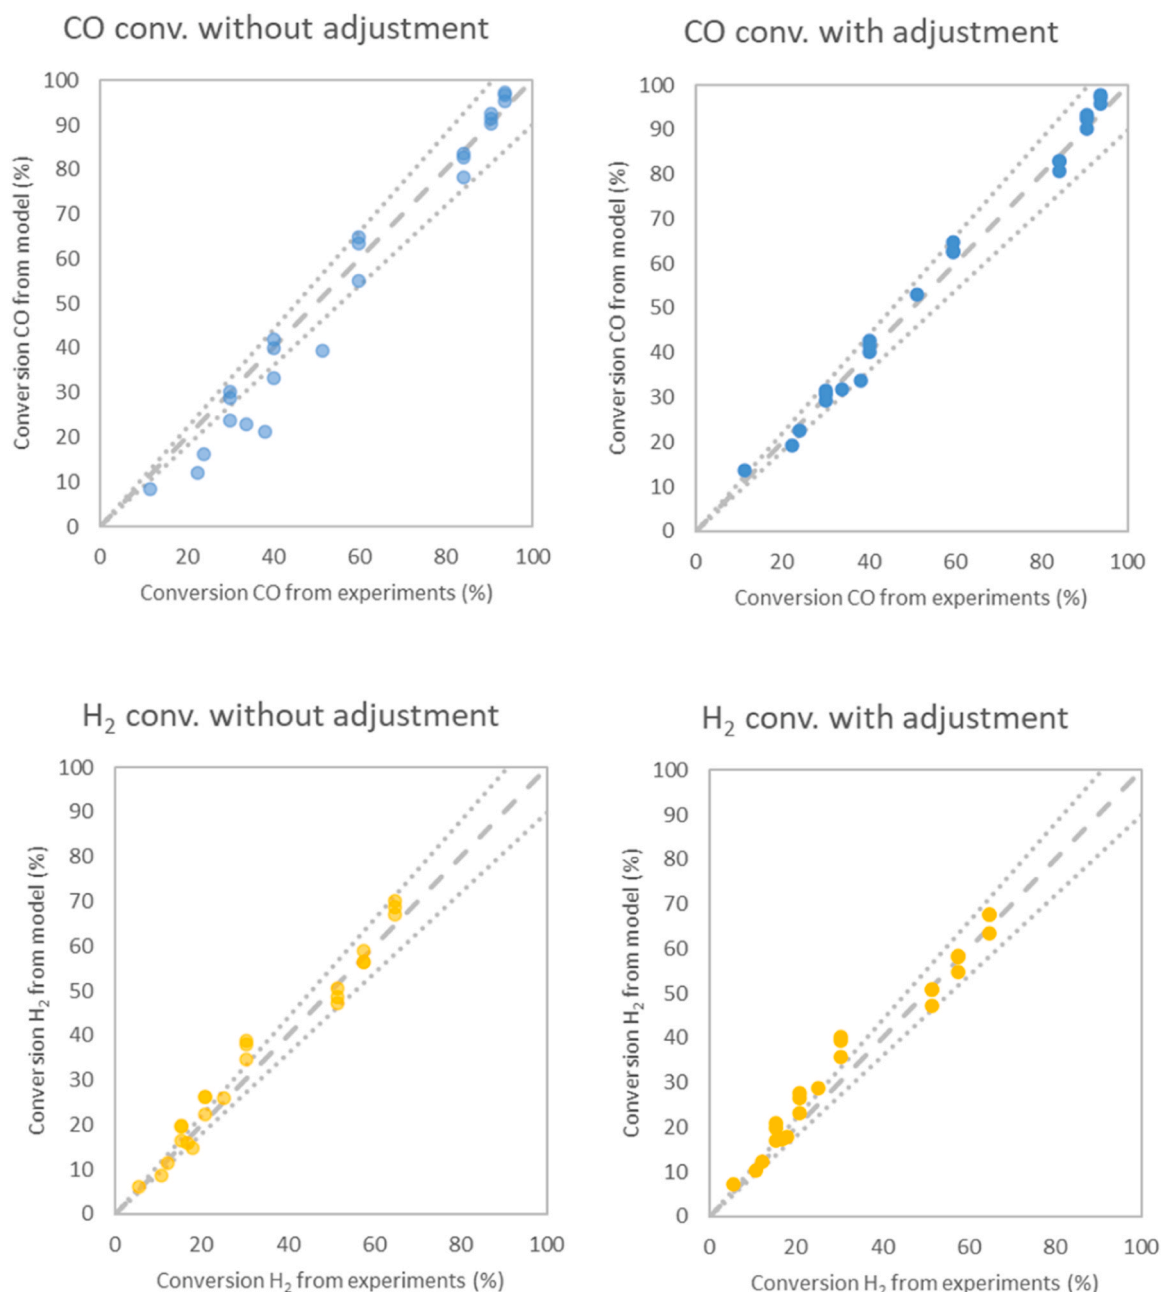 CO conv. without adjustment
100
90
80
70
60
50
40
30
20
10
0
Conversion CO from model (%)
0 20 40 60 80 100
Conversion CO from experiments (%)
CO conv. with adjustment
100
90
80
70
60
50
40
30
20
10
0
Conversion CO from model (%)
0 20 40 60 80 100
Conversion CO from experiments (%)
H₂ conv. without adjustment
100
90
80
70
60
50
40
30
20
10
0
Conversion H₂ from model (%)
0 20 40 60 80 100
Conversion H₂ from experiments (%)
H₂ conv. with adjustment
100
90
80
70
60
50
40
30
20
10
0
Conversion H₂ from model (%)
0 20 40 60 80 100
Conversion H₂ from experiments (%)